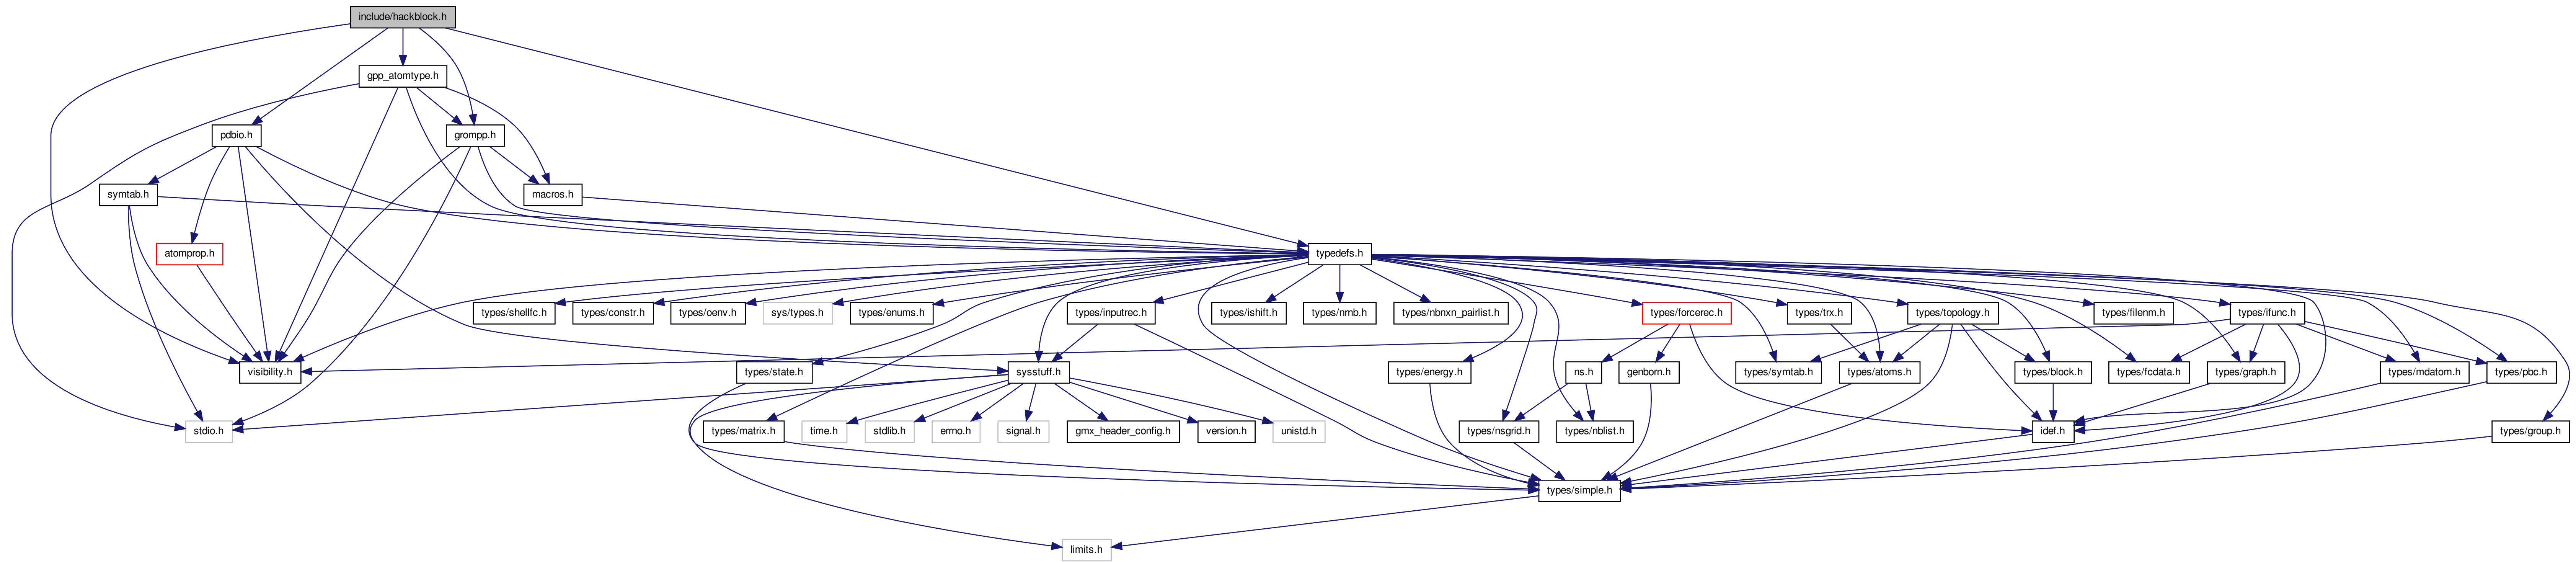 include/hackblock.h
gpp_atomtype.h
pdbio.h
grompp.h
symtab.h
macros.h
atomprop.h
typedefs.h
types/shellfc.h
types/constr.h
types/oenv.h
sys/types.h
types/enums.h
types/inputrec.h
types/ishift.h
types/nrnb.h
types/nbnxn_pairlist.h
types/forcerec.h
types/trx.h
types/topology.h
types/filenm.h
types/ifunc.h
visibility.h
types/state.h
sysstuff.h
types/energy.h
ns.h
genborn.h
types/symtab.h
types/atoms.h
types/block.h
types/fcdata.h
types/graph.h
types/mdatom.h
types/pbc.h
stdio.h
types/matrix.h
time.h
stdlib.h
errno.h
signal.h
gmx_header_config.h
version.h
unistd.h
types/nsgrid.h
types/nblist.h
idef.h
types/group.h
types/simple.h
limits.h